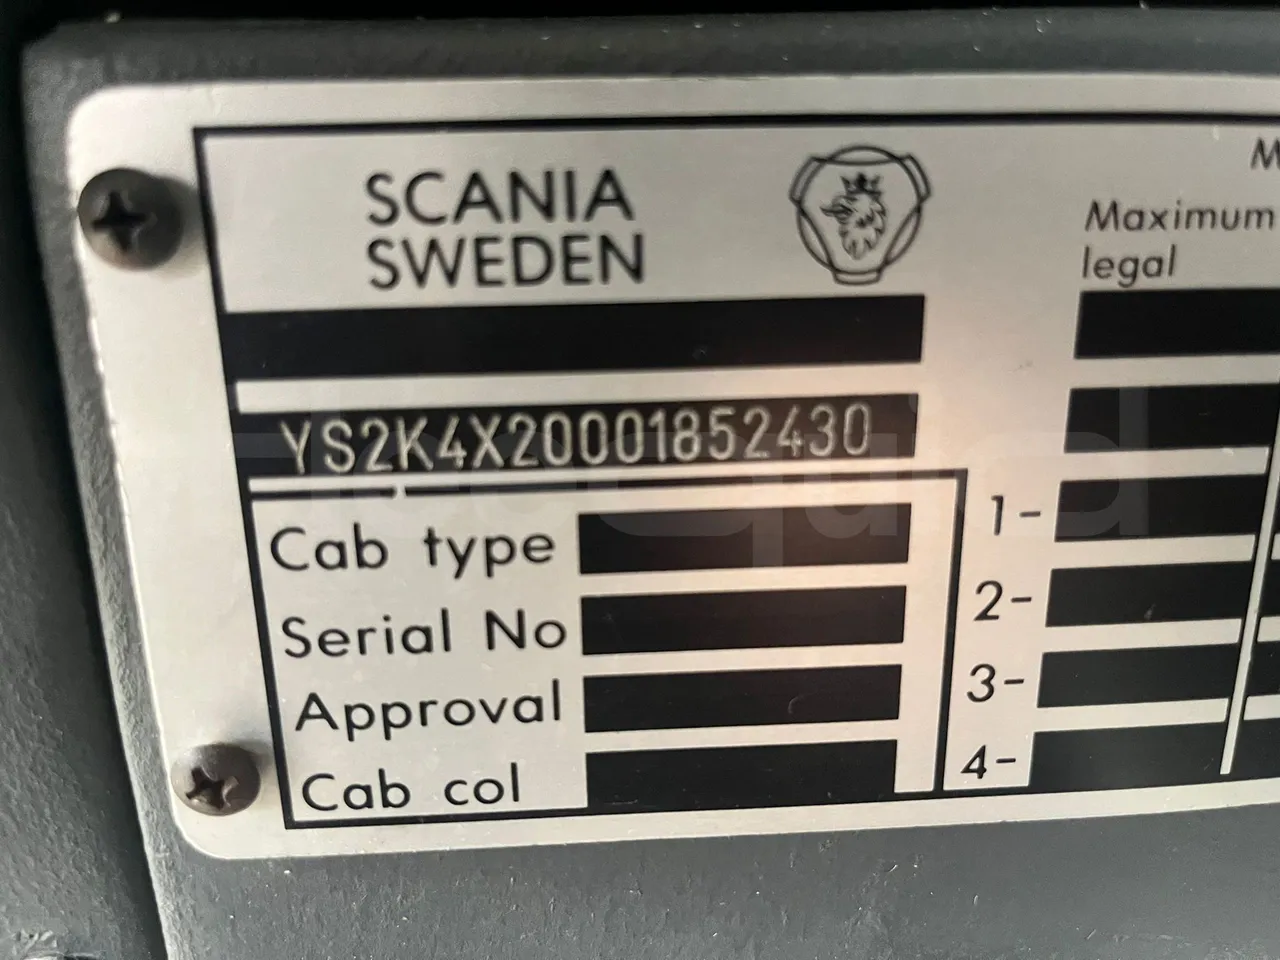 SCANIA
SWEDEN
Maximum
legal
YS2K4X20001852430
Cab type
Serial No
Approval
Cab col
1-
2-
3-
4-